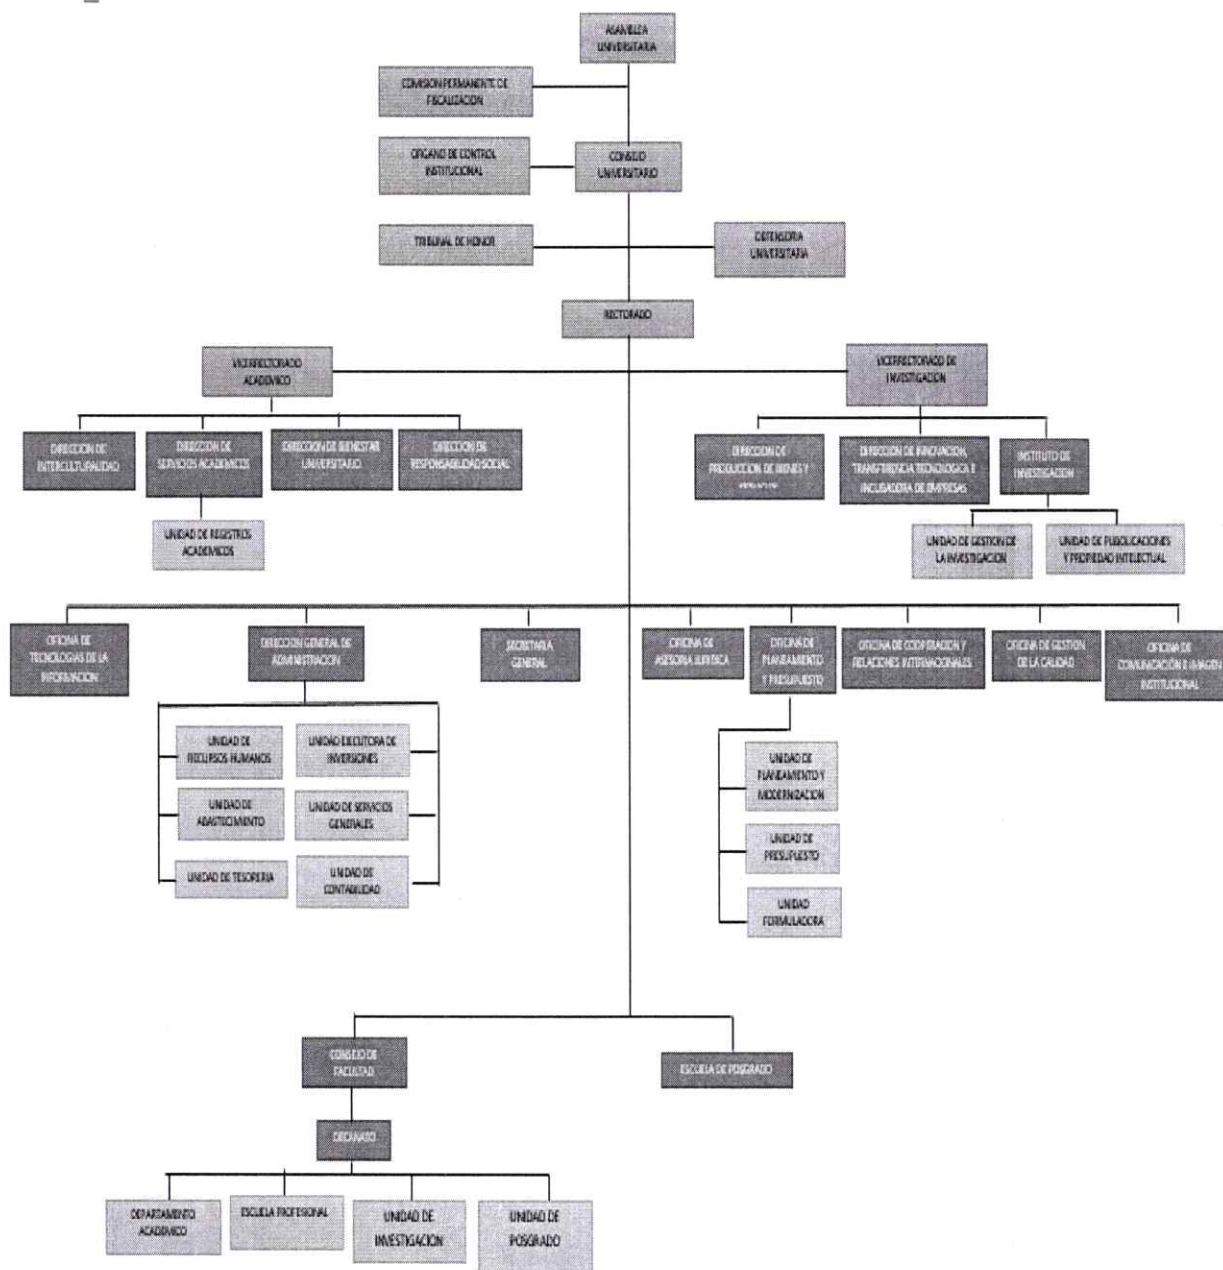 ASAMBLEA
UNIVERSITARIA
COMISION PERMANENTE DE
FISCALIZACION
ORGANO DE CONTROL
INSTITUCIONAL
CONSEJO
UNIVERSITARIO
TRIBUNAL DE HONOR
DEFENSORIA
UNIVERSITARIA
RECTORADO
VICERRECTORADO
ACADEMICO
VICERRECTORADO DE
INVESTIGACION
DIRECCION DE
INTERCULTURALIDAD
DIRECCION DE
SERVICIOS ACADEMICOS
DIRECCION DE BIENESTAR
UNIVERSITARIO
DIRECCION DE
RESPONSABILIDAD SOCIAL
DIRECCION DE
PRODUCCION DE BIENES Y
DIRECCION DE INNOVACION,
TRANSFERENCIA TECNOLOGICA E
INCUBADORA DE EMPRESAS
INSTITUTO DE
INVESTIGACION
UNIDAD DE REGISTROS
ACADEMICOS
UNIDAD DE GESTION DE
LA INVESTIGACION
UNIDAD DE PUBOLICACIONES
Y PROPIEDAD INTELECTUAL
OFICINA DE
TECNOLOGIAS DE LA
INFORMACION
DIRECCION GENERAL DE
ADMINISTRACION
SECRETARIA
GENERAL
OFICINA DE
ASESORIA JURIDICA
OFICINA DE
PLANEAMIENTO
Y PRESUPUESTO
OFICINA DE COOPERACION Y
RELACIONES INTERNACIONALES
OFICINA DE GESTION
DE LA CALIDAD
OFICINA DE
COMUNICACIÓN E IMAGEN
INSTITUCIONAL
UNIDAD DE
RECURSOS HUMANOS
UNIDAD EJECUTORA DE
INVERSIONES
UNIDAD DE
ABASTECIMIENTO
UNIDAD DE SERVICIOS
GENERALES
UNIDAD DE TESORERIA
UNIDAD DE
CONTABILIDAD
UNIDAD DE
PLANEAMIENTO Y
MODERNIZACION
UNIDAD DE
PRESUPUESTO
UNIDAD
FORMULADORA
CONSEJO DE
FACULTAD
ESCUELA DE POSGRADO
DECANATO
DEPARTAMENTO
ACADEMICO
ESCUELA PROFESIONAL
UNIDAD DE
INVESTIGACION
UNIDAD DE
POSGRADO